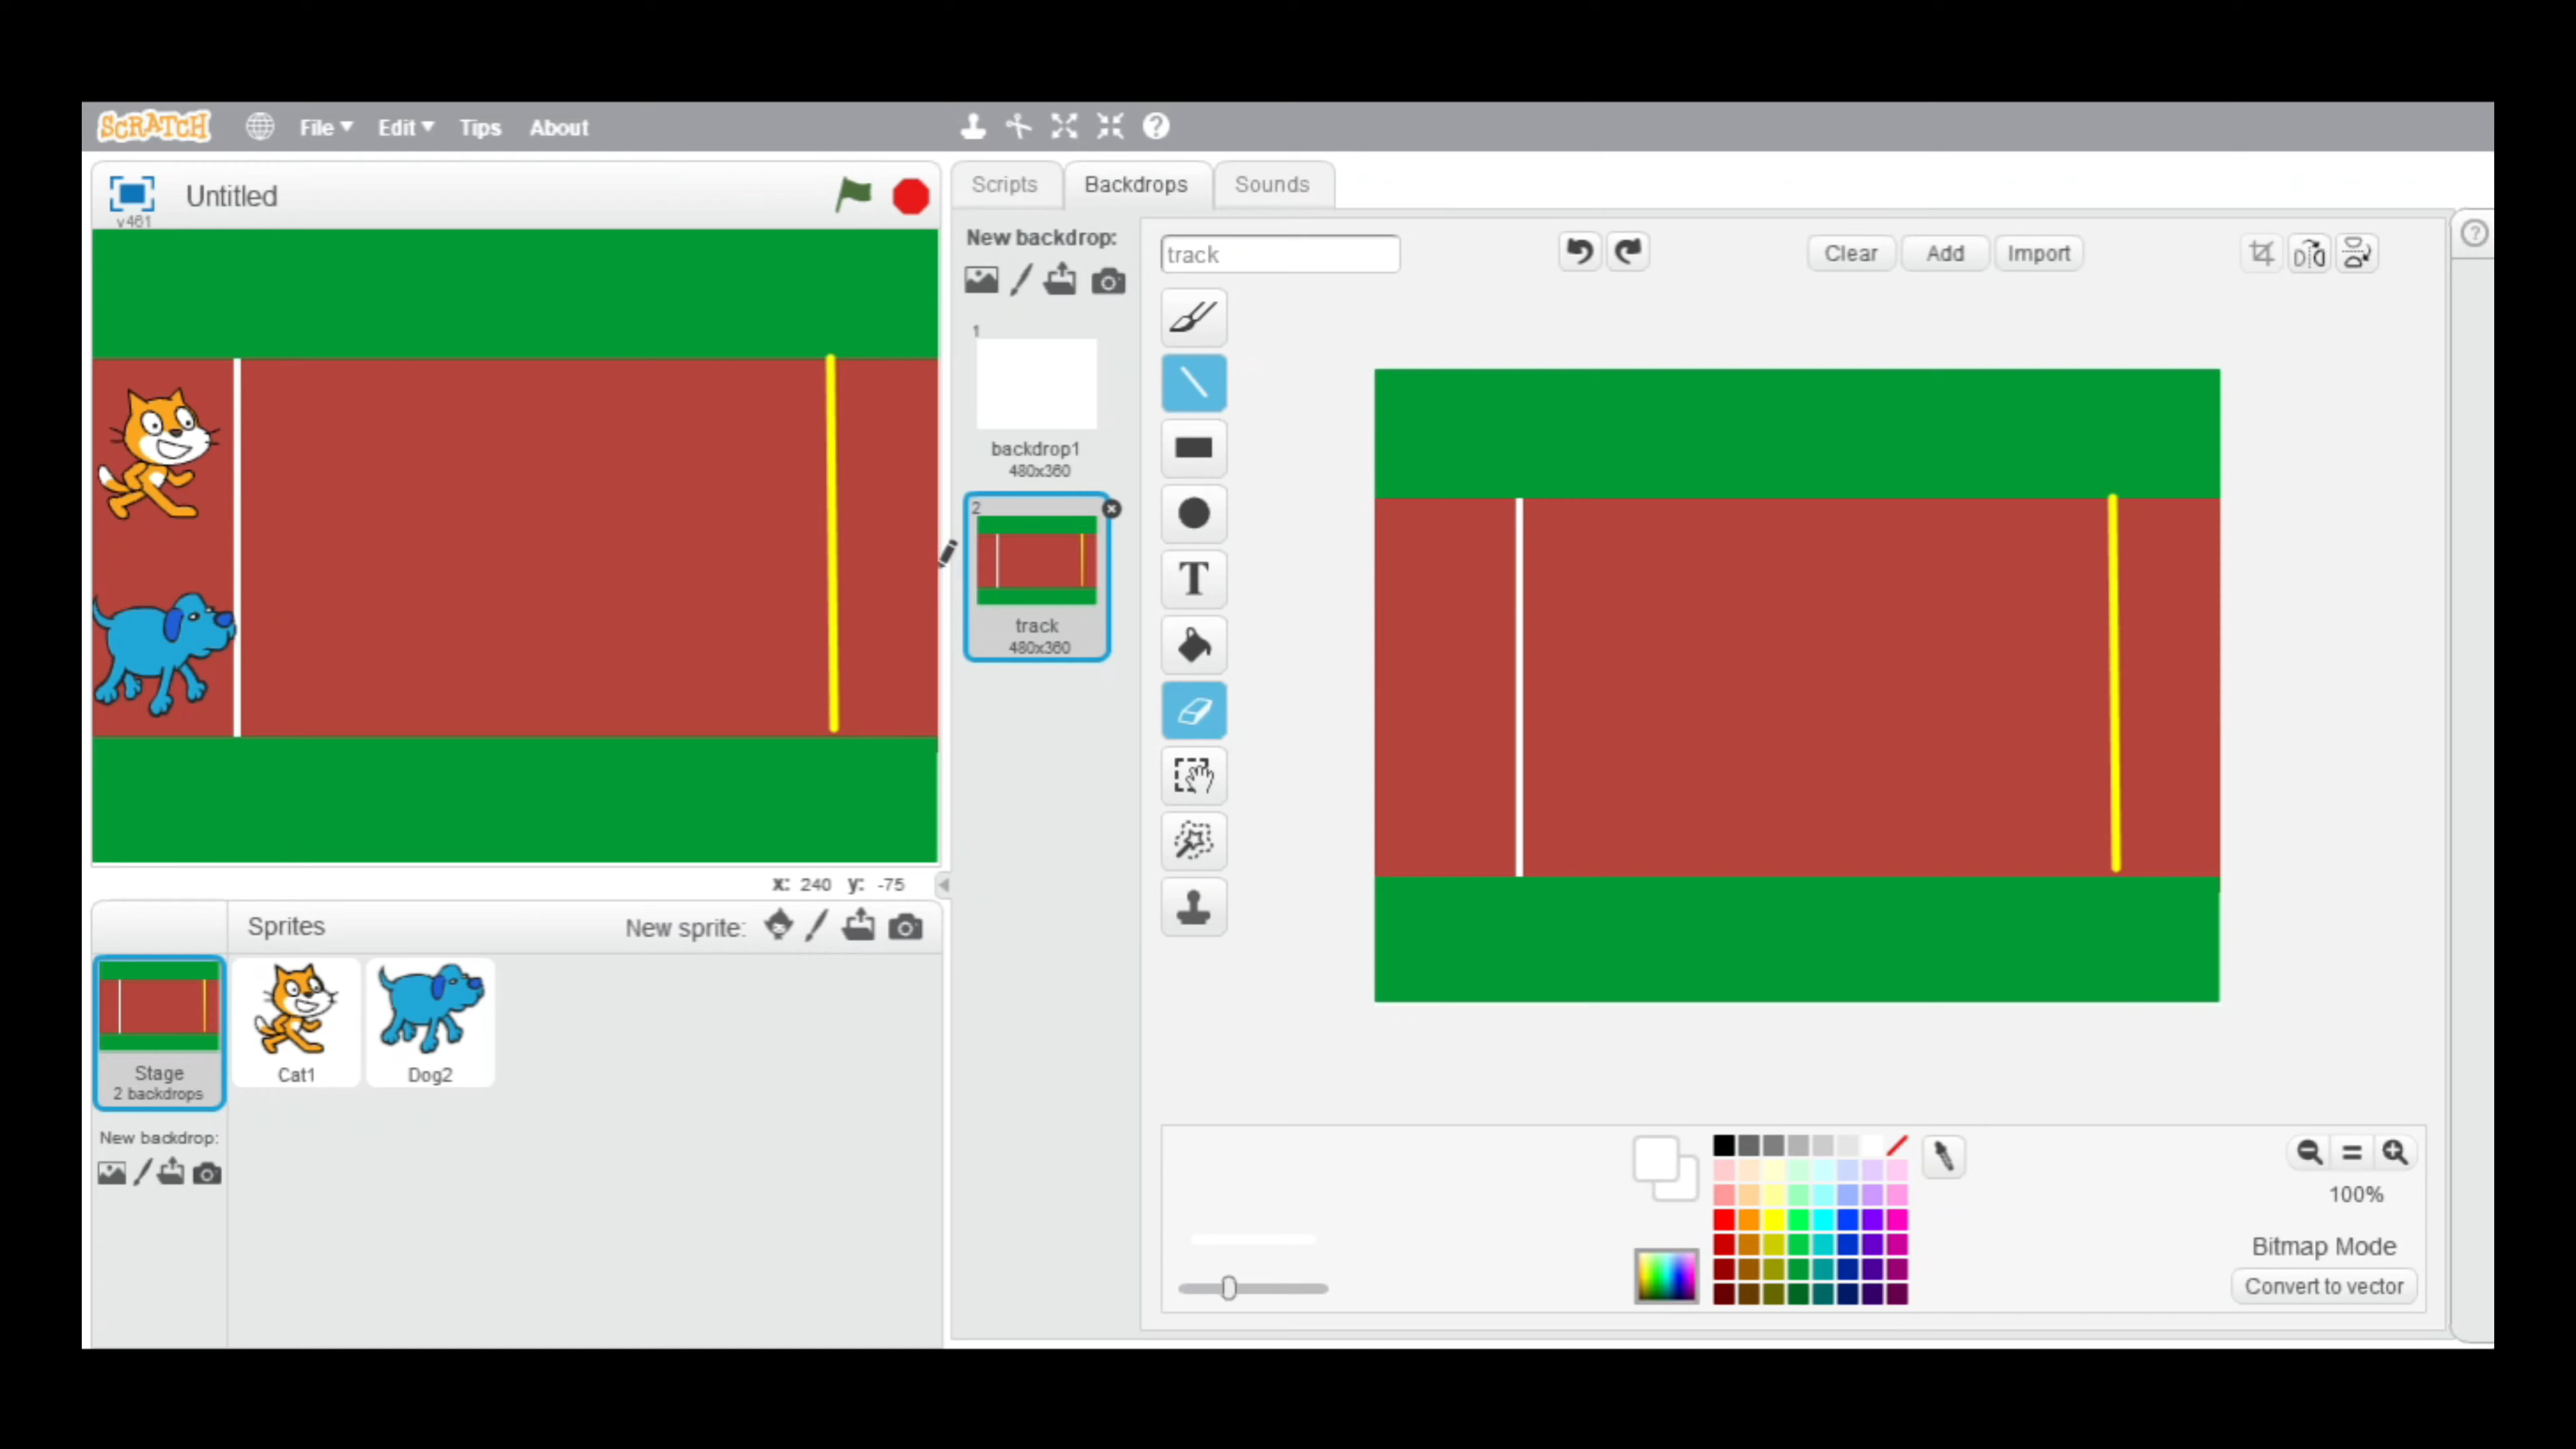 SCRATCH File Edit Tips About
Scripts Backdrops Sounds
Untitled
v461
New backdrop:
track
Clear Add Import
1
backdrop1
480x360
2
track
480x360
T
x: 240 y: -75
Sprites New sprite:
Stage
2 backdrops
Cat1
Dog2
New backdrop:
100%
Bitmap Mode
Convert to vector